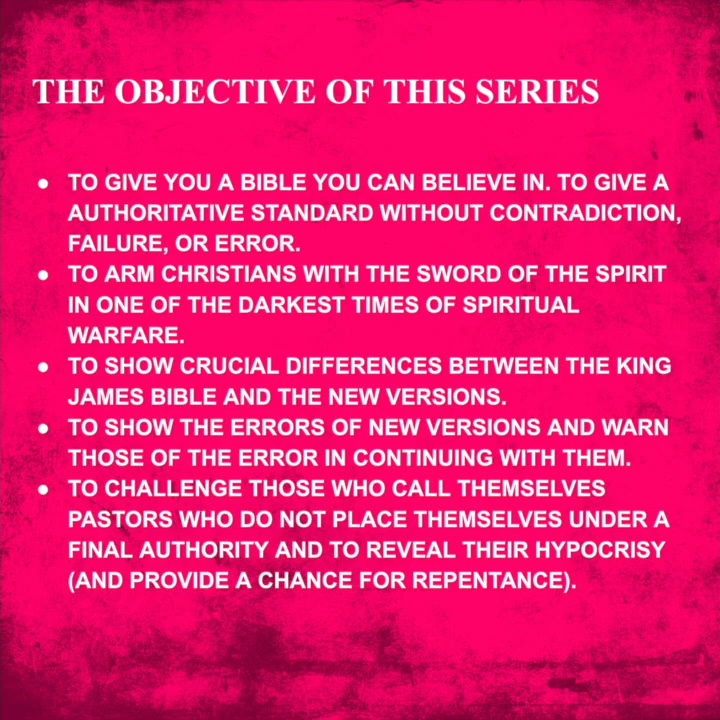 THE OBJECTIVE OF THIS SERIES
● TO GIVE YOU A BIBLE YOU CAN BELIEVE IN. TO GIVE A
AUTHORITATIVE STANDARD WITHOUT CONTRADICTION,
FAILURE, OR ERROR.
● TO ARM CHRISTIANS WITH THE SWORD OF THE SPIRIT
IN ONE OF THE DARKEST TIMES OF SPIRITUAL
WARFARE.
● TO SHOW CRUCIAL DIFFERENCES BETWEEN THE KING
JAMES BIBLE AND THE NEW VERSIONS.
● TO SHOW THE ERRORS OF NEW VERSIONS AND WARN
THOSE OF THE ERROR IN CONTINUING WITH THEM.
● TO CHALLENGE THOSE WHO CALL THEMSELVES
PASTORS WHO DO NOT PLACE THEMSELVES UNDER A
FINAL AUTHORITY AND TO REVEAL THEIR HYPOCRISY
(AND PROVIDE A CHANCE FOR REPENTANCE).